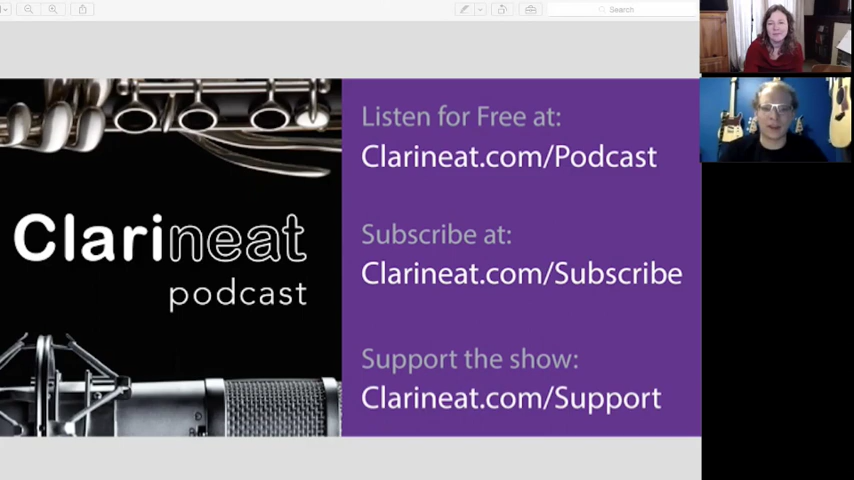 Search
Clarineat
podcast
Listen for Free at:
Clarineat.com/Podcast
Subscribe at:
Clarineat.com/Subscribe
Support the show:
Clarineat.com/Support